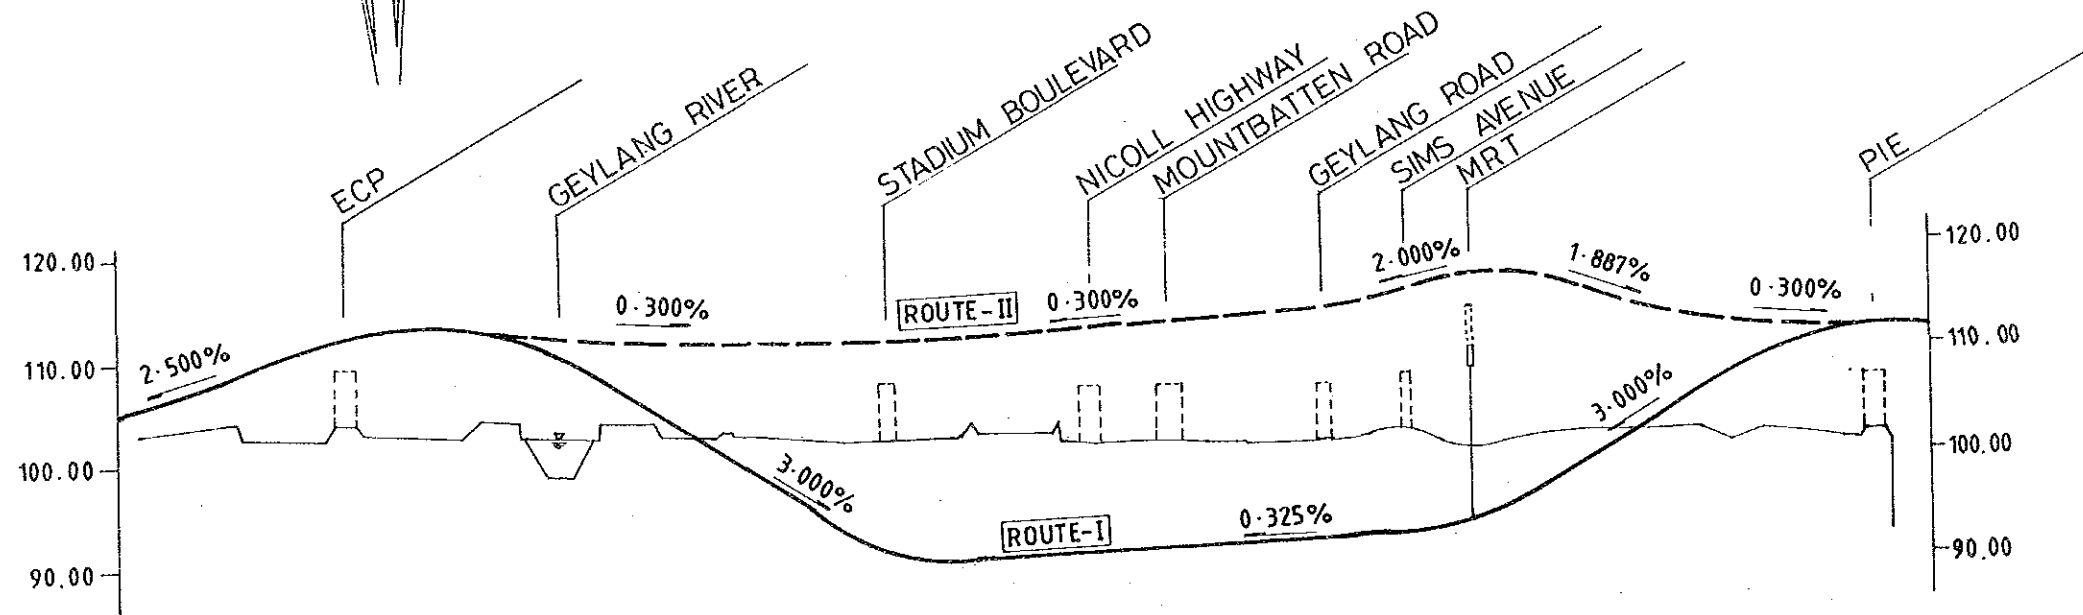 ECP
GEYLANG RIVER
STADIUM BOULEVARD
NICOLL HIGHWAY
MOUNTBATTEN ROAD
GEYLANG ROAD
SIMS AVENUE
MRT
PIE
120.00
110.00
100.00
90.00
2.500%
0.300%
ROUTE-II
0.300%
2.000%
1.887%
0.300%
3.000%
ROUTE-I
0.325%
3.000%
120.00
110.00
100.00
90.00